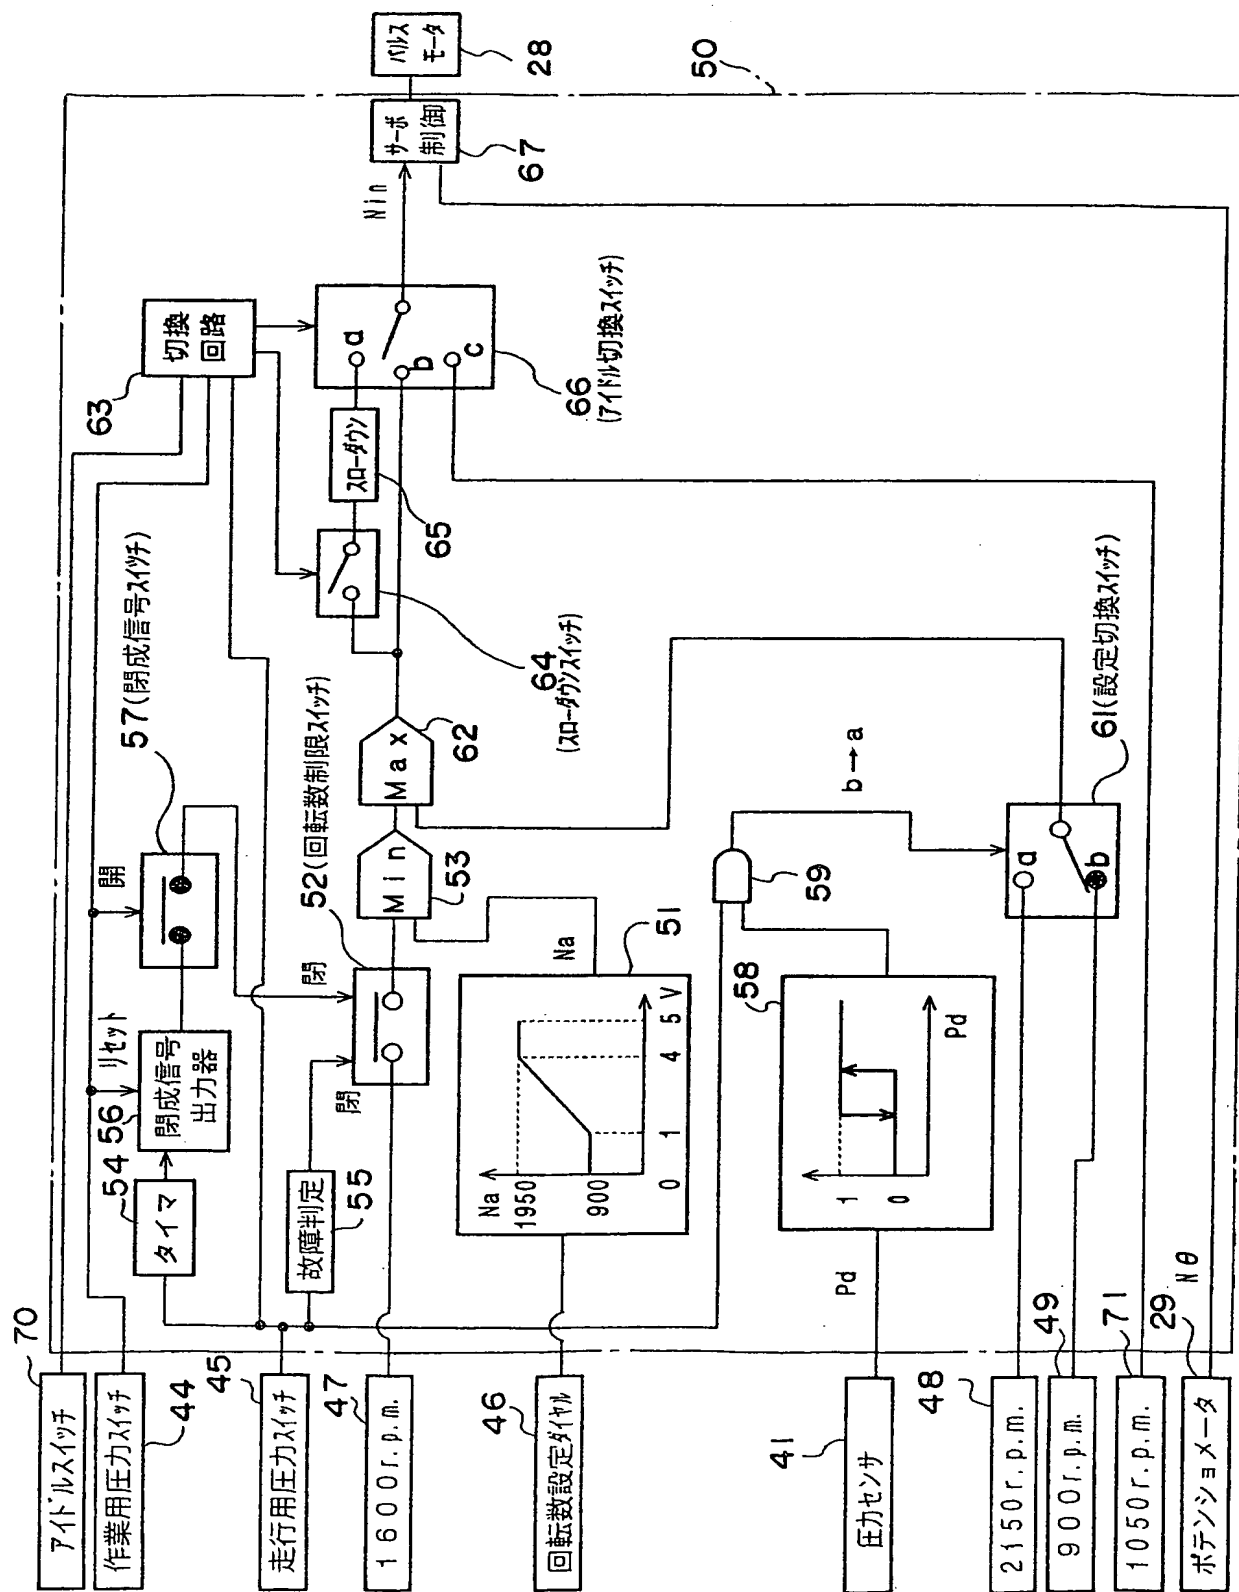 アイドルスイッチ
70
作業用圧力スイッチ
44
走行用圧力スイッチ
45
1600r.p.m.
47
回転数設定ダイヤル
46
圧力センサ
41
2150r.p.m.
48
900r.p.m.
49
1050r.p.m.
71
ポテンショメータ
29
Nθ
タイマ
54
閉成信号
出力器
56
リセット
開
57(閉成信号スイッチ)
故障判定
55
閉
閉
52(回転数制限スイッチ)
Na
1950
900
0
1
4
5
V
51
Na
Min
53
Max
62
Pd
1
0
Pd
58
59
b→a
a
b
61(設定切換スイッチ)
切換
回路
63
64
(スローダウンスイッチ)
スローダウン
65
a
b
c
66
(アイドル切換スイッチ)
Nin
サーボ
制御
67
パルス
モータ
28
50